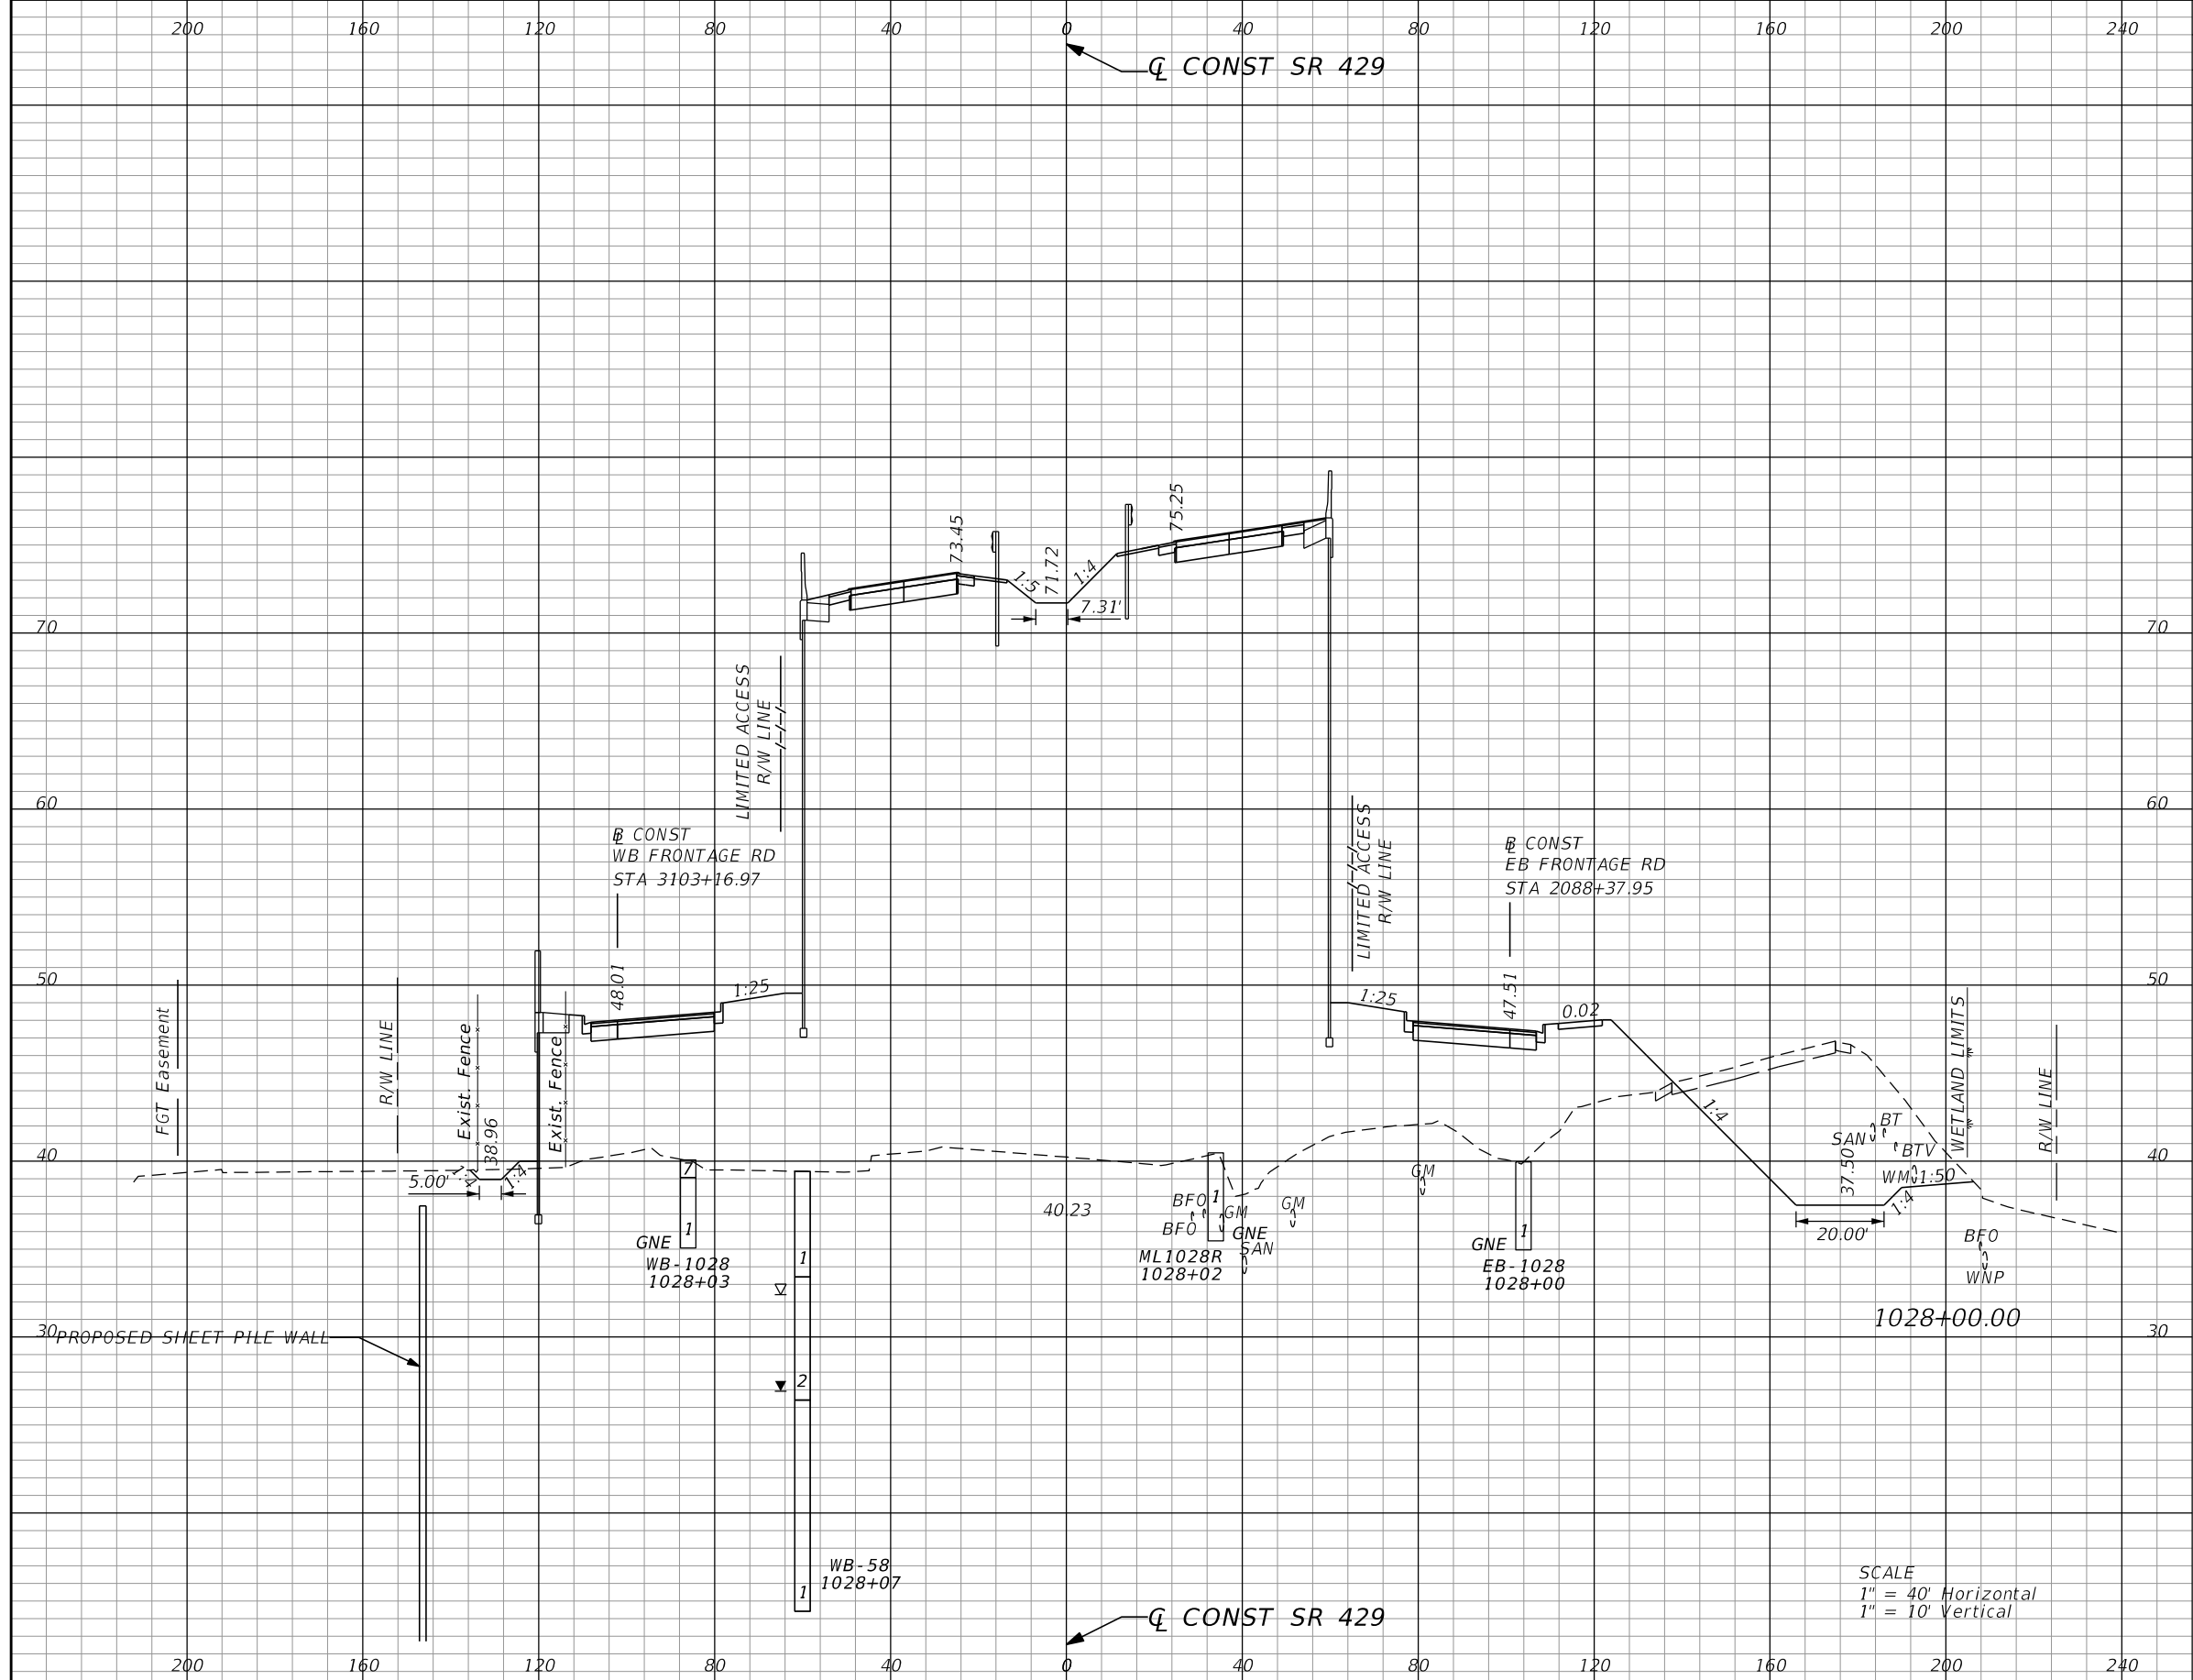 200 160 120 80 40 0 40 80 120 160 200 240
℄ CONST SR 429
73.45
75.25
1:5
71.72
1:4
7.31'
70
70
LIMITED ACCESS
R/W LINE
60
60
LIMITED ACCESS
R/W LINE
B CONST
WB FRONTAGE RD
STA 3103+16.97
B CONST
EB FRONTAGE RD
STA 2088+37.95
50
50
48.01
1:25
1:25
47.51
0.02
FGT Easement
R/W LINE
Exist. Fence
38.96
Exist. Fence
WETLAND LIMITS
R/W LINE
40
40
5.00'
1:4
7
1
GNE
WB-1028
1028+03
1
2
1
40.23
BFO
BFO
1
GM
GNE
SAN
GM
ML1028R
1028+02
GM
1
GNE
EB-1028
1028+00
1:4
37.50
SAN
BT
BTV
WM
1:50
1:4
20.00'
BFO
WNP
1028+00.00
30
30
PROPOSED SHEET PILE WALL
WB-58
1028+07
SCALE
1" = 40' Horizontal
1" = 10' Vertical
℄ CONST SR 429
200 160 120 80 40 0 40 80 120 160 200 240